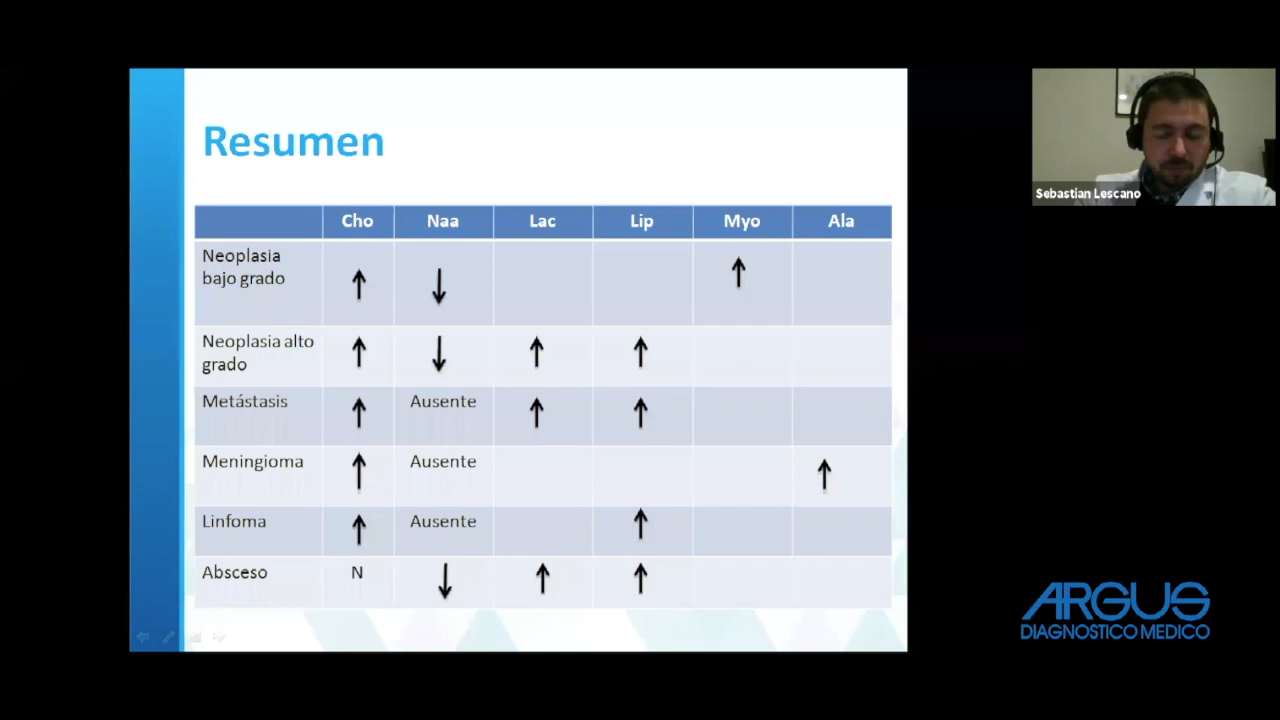 Resumen
Cho Naa Lac Lip Myo Ala
Neoplasia
bajo grado ↑ ↓ ↑
Neoplasia alto
grado ↑ ↓ ↑ ↑
Metástasis ↑ Ausente ↑ ↑
Meningioma ↑ Ausente ↑
Linfoma ↑ Ausente ↑
Absceso N ↓ ↑ ↑
Sebastian Lescano
ARGUS
DIAGNOSTICO MEDICO